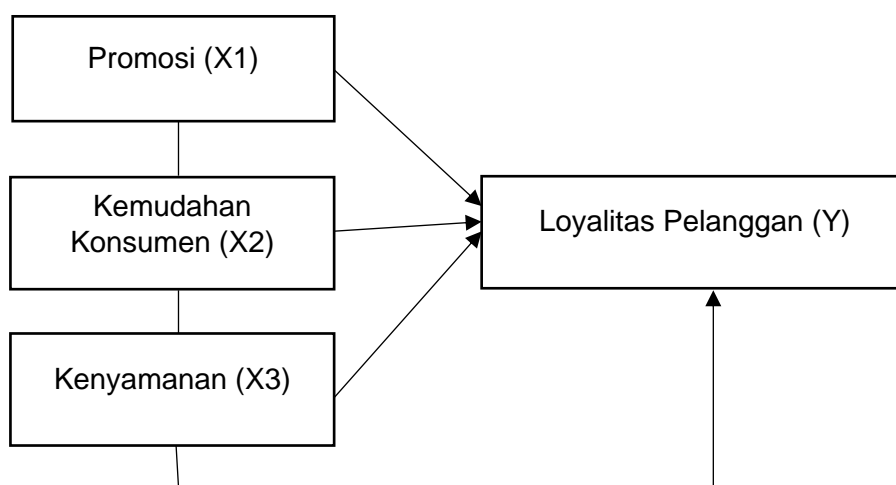 Promosi (X1)
Kemudahan
Konsumen (X2)
Loyalitas Pelanggan (Y)
Kenyamanan (X3)